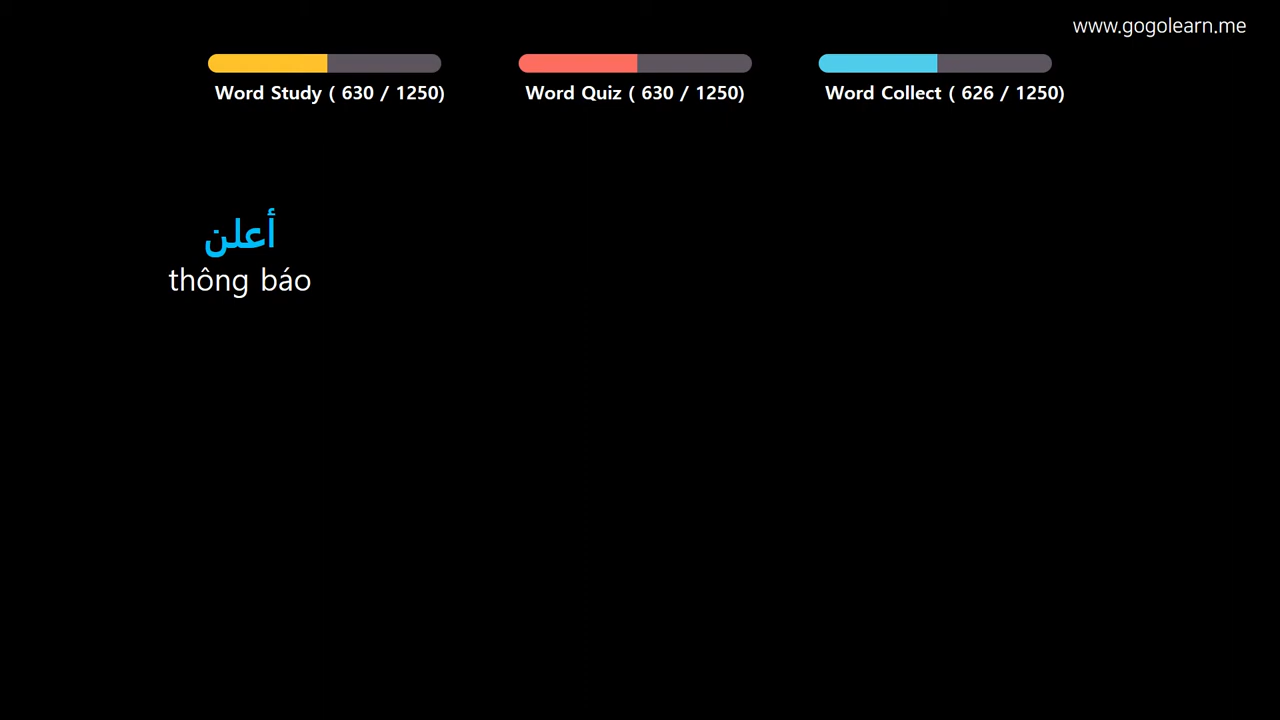 www.gogolearn.me
Word Study ( 630 / 1250)
Word Quiz ( 630 / 1250)
Word Collect ( 626 / 1250)
أعلن
thông báo